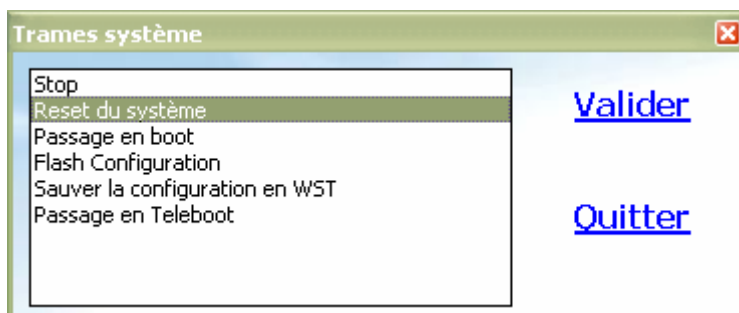 Trames système
Stop
Reset du système
Passage en boot
Flash Configuration
Sauver la configuration en WST
Passage en Teleboot
Valider
Quitter